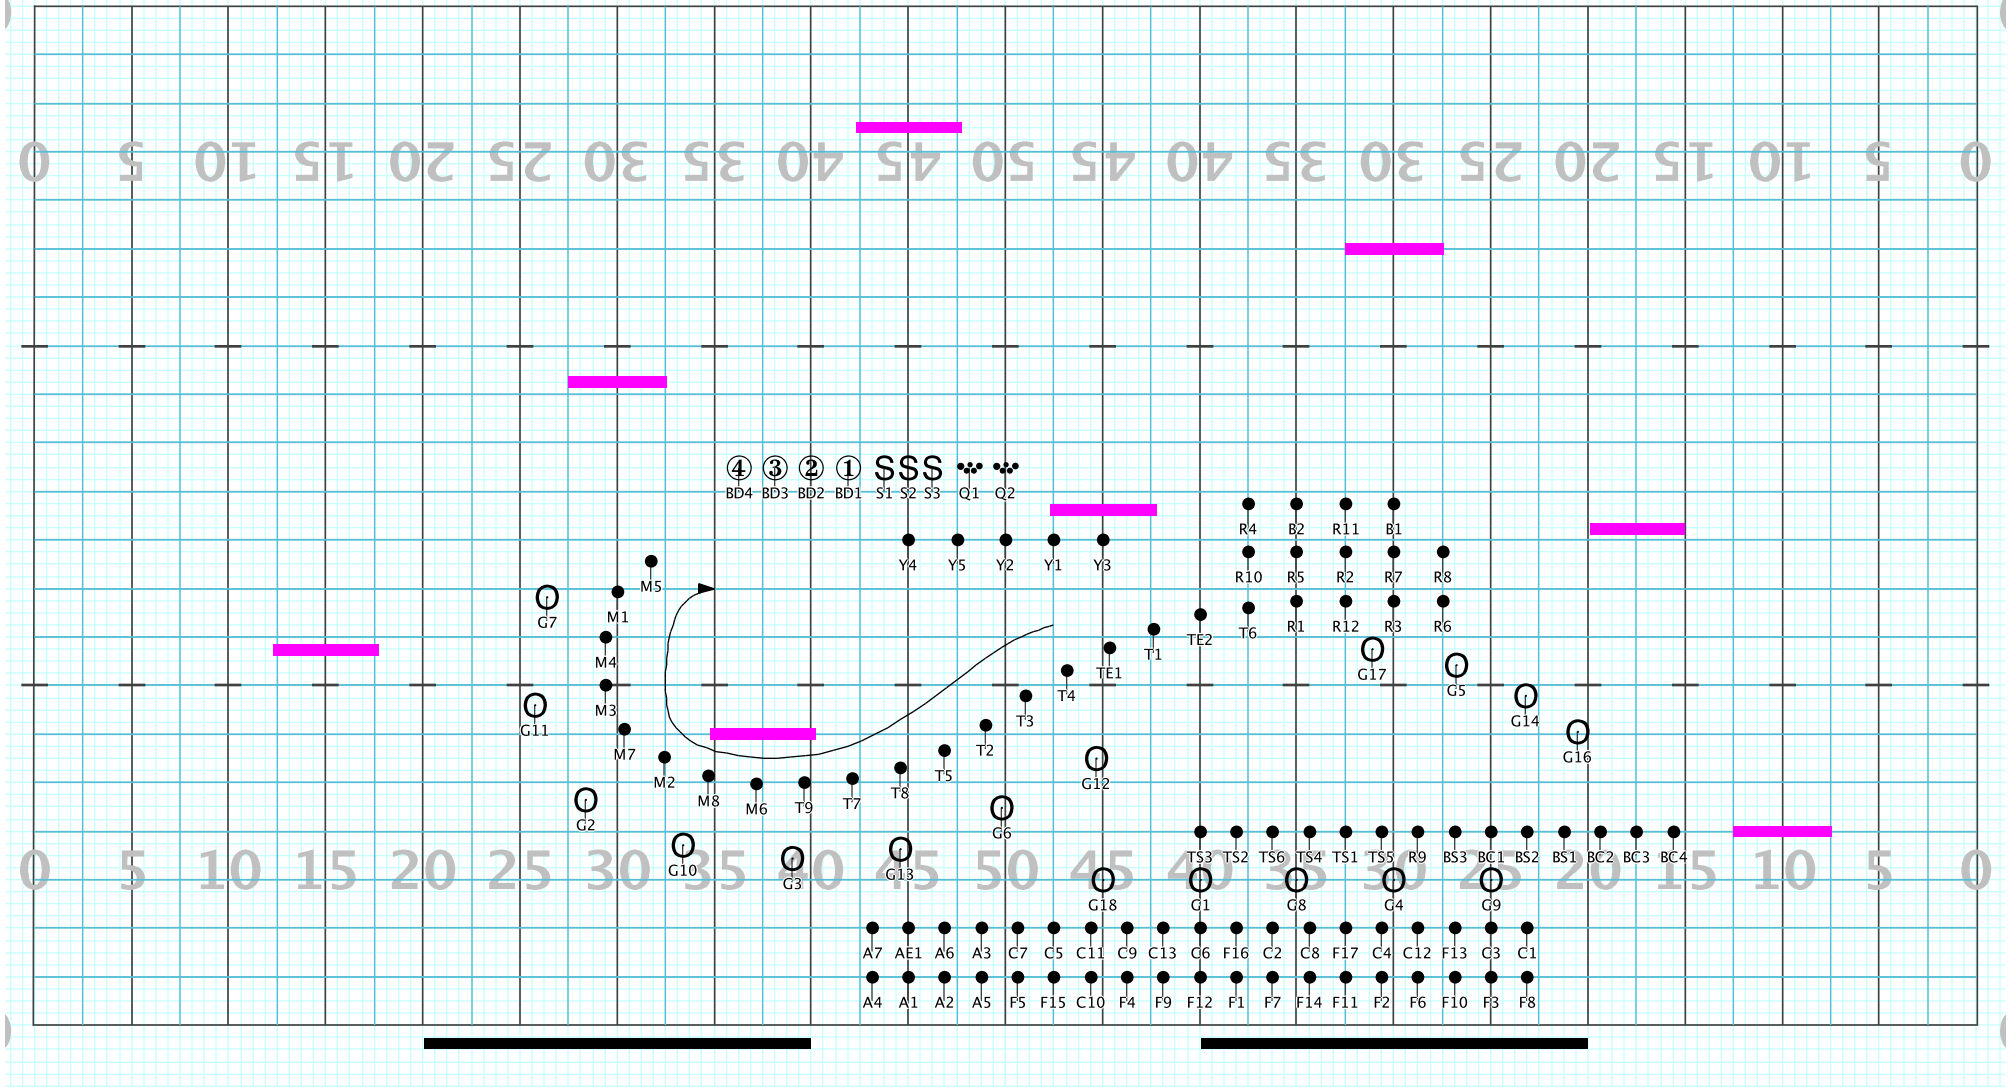 0 5 10 15 20 25 30 35 40 45 50 45 40 35 30 25 20 15 10 5 0
4 3 2 1 S S S
BD4 BD3 BD2 BD1 S1 S2 S3 Q1 Q2
R4 B2 R11 B1
Y4 Y5 Y2 Y1 Y3
R10 R5 R2 R7 R8
M5
M1
G7
R1 R12 R3 R6
T6
TE2
T1
M4
TE1
G17
G5
T4
M3
T3
G14
G11
T2
M7
G16
T5
M2
G12
T8
M8
T7
M6 T9
G2
G6
TS3 TS2 TS6 TS4 TS1 TS5 R9 BS3 BC1 BS2 BS1 BC2 BC3 BC4
0 5 10 15 20 25 30 35 40 45 50 45 40 35 30 25 20 15 10 5 0
G10
G13
G3
G18 G1 G8 G4 G9
A7 AE1 A6 A3 C7 C5 C11 C9 C13 C6 F16 C2 C8 F17 C4 C12 F13 C3 C1
A4 A1 A2 A5 F5 F15 C10 F4 F9 F12 F1 F7 F14 F11 F2 F6 F10 F3 F8